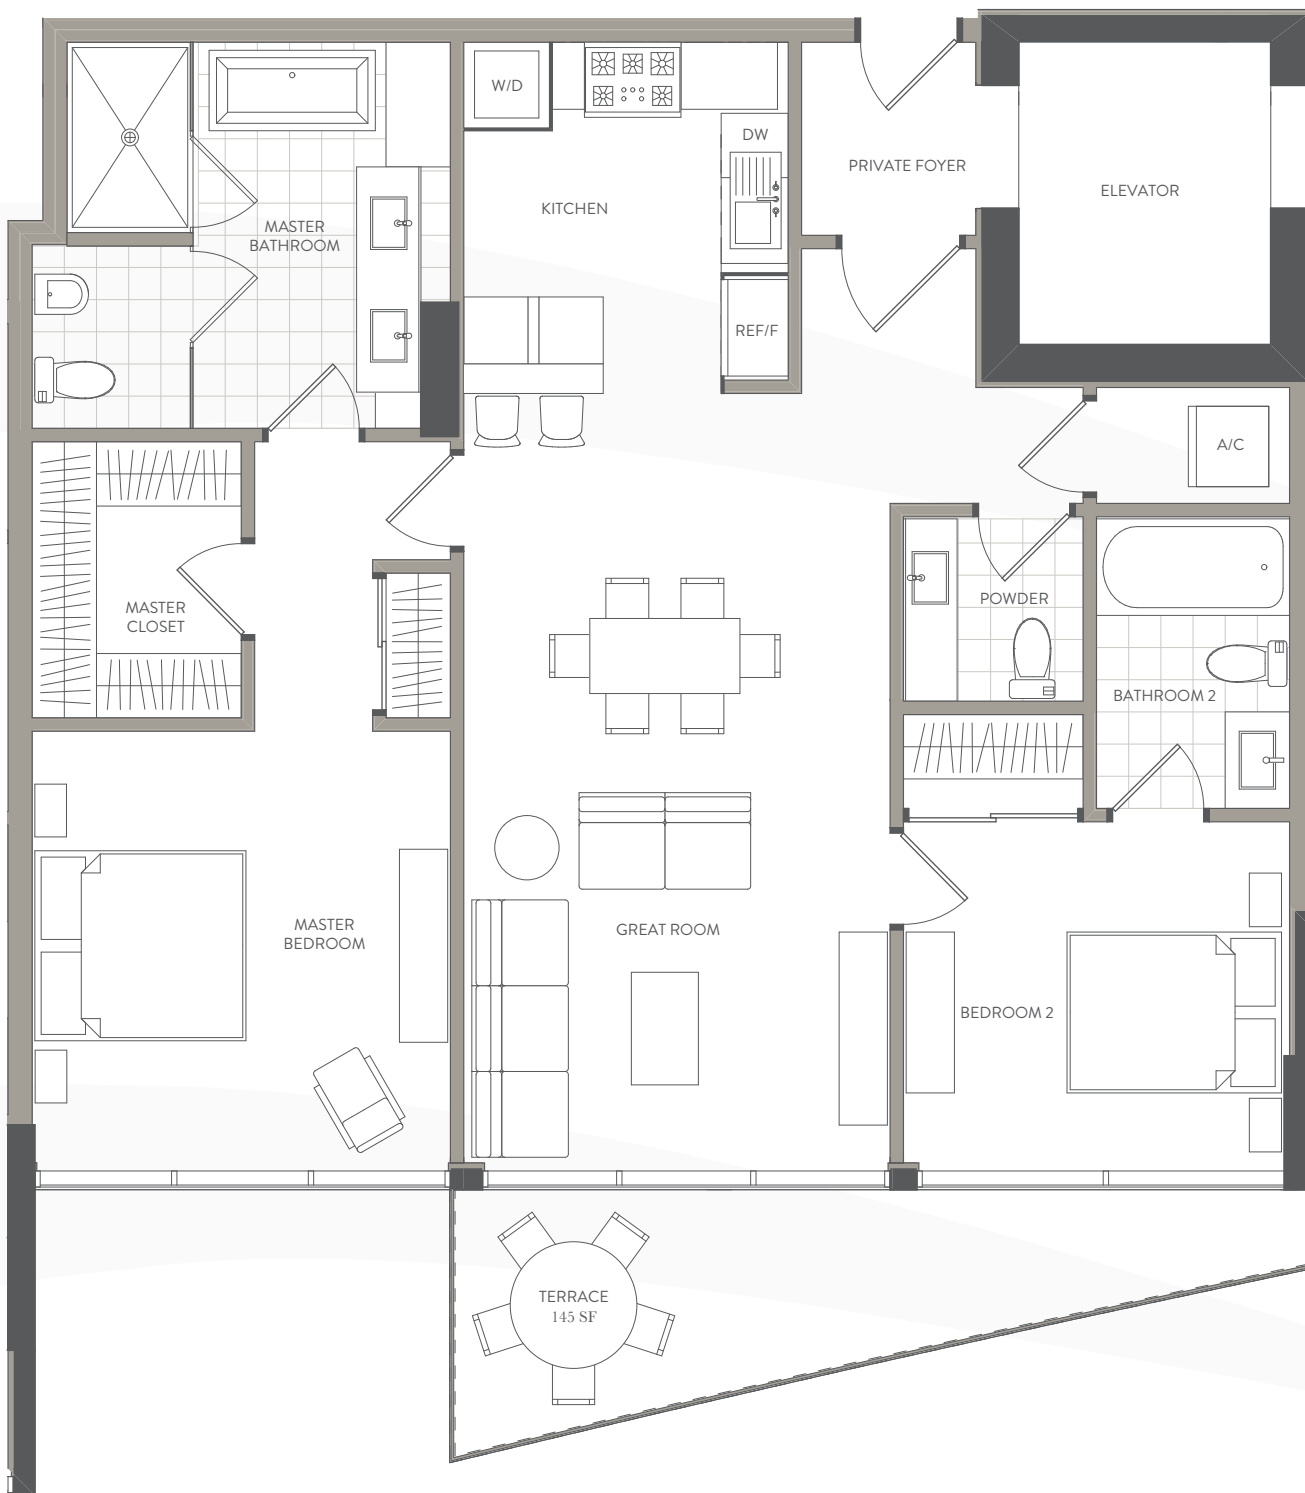 W/D
DW
PRIVATE FOYER
ELEVATOR
KITCHEN
MASTER
BATHROOM
REF/F
A/C
MASTER
CLOSET
POWDER
BATHROOM 2
MASTER
BEDROOM
GREAT ROOM
BEDROOM 2
TERRACE
145 SF